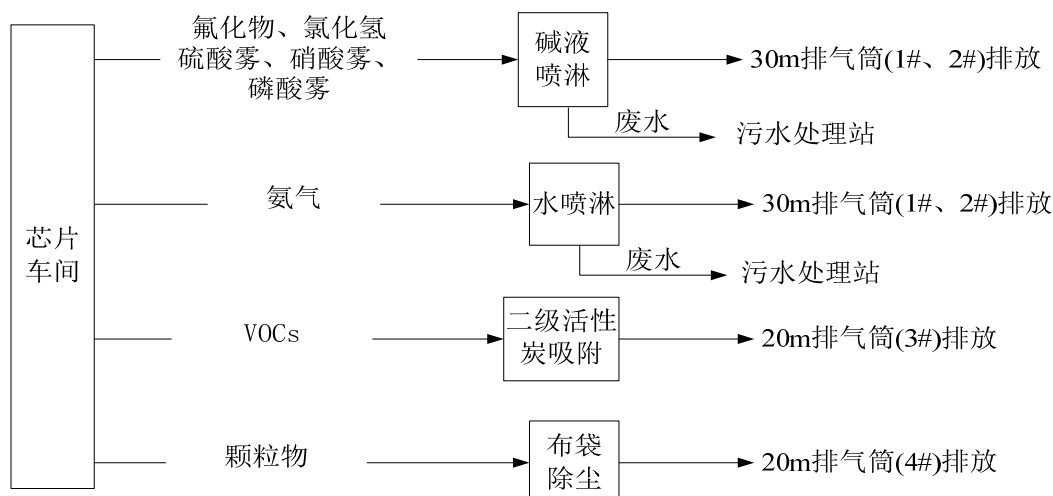 芯片
车间
氟化物、氯化氢
硫酸雾、硝酸雾、
磷酸雾
碱液
喷淋
30m排气筒(1#、2#)排放
废水
污水处理站
氨气
水喷淋
30m排气筒(1#、2#)排放
废水
污水处理站
VOCs
二级活性
炭吸附
20m排气筒(3#)排放
颗粒物
布袋
除尘
20m排气筒(4#)排放